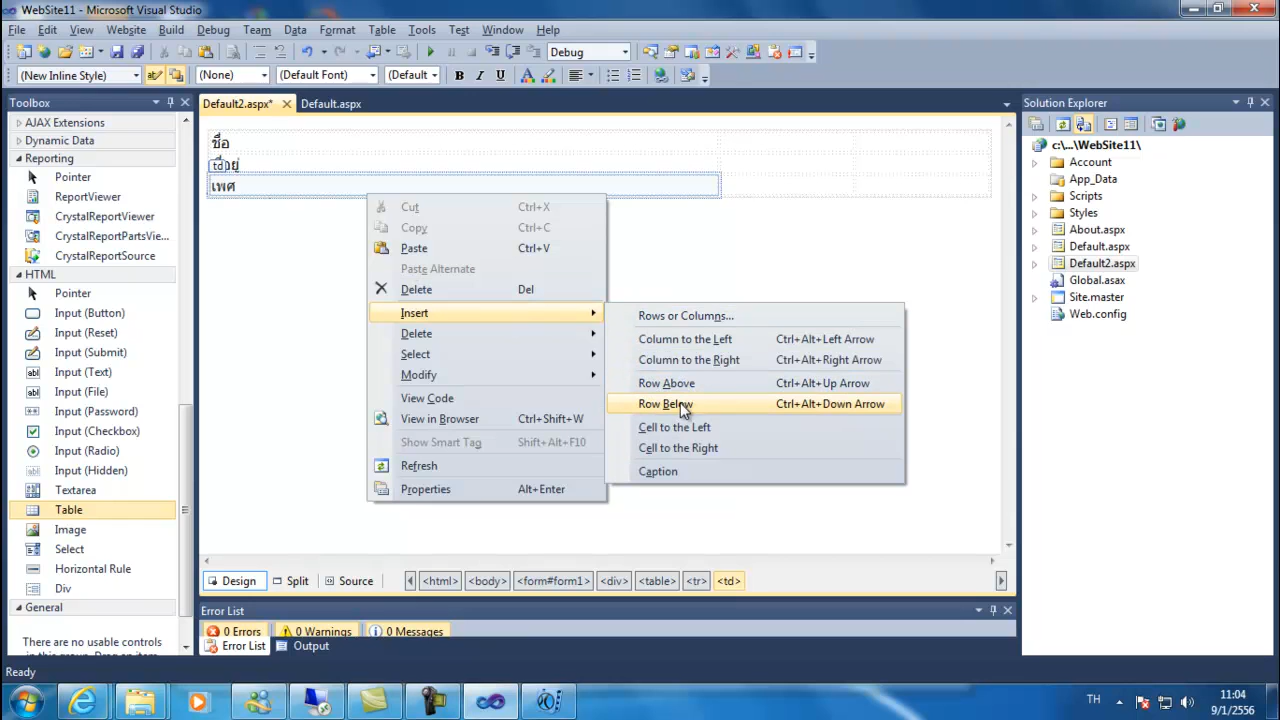 WebSite11 - Microsoft Visual Studio
File Edit View Website Build Debug Team Data Format Table Tools Test Window Help
Debug
(New Inline Style) (None) (Default Font) (Default B I U A
Toolbox
AJAX Extensions
Dynamic Data
Reporting
Pointer
ReportViewer
CrystalReportViewer
CrystalReportPartsVie...
CrystalReportSource
HTML
Pointer
Input (Button)
Input (Reset)
Input (Submit)
Input (Text)
Input (File)
Input (Password)
Input (Checkbox)
Input (Radio)
Input (Hidden)
Textarea
Table
Image
Select
Horizontal Rule
Div
General
There are no usable controls
Default2.aspx* Default.aspx
ชื่อ
td
เพศ
Cut Ctrl+X
Copy Ctrl+C
Paste Ctrl+V
Paste Alternate
Delete Del
Insert
Delete
Select
Modify
View Code
View in Browser Ctrl+Shift+W
Show Smart Tag Shift+Alt+F10
Refresh
Properties Alt+Enter
Rows or Columns...
Column to the Left Ctrl+Alt+Left Arrow
Column to the Right Ctrl+Alt+Right Arrow
Row Above Ctrl+Alt+Up Arrow
Row Below Ctrl+Alt+Down Arrow
Cell to the Left
Cell to the Right
Caption
Design Split Source <html> <body> <form#form1> <div> <table> <tr> <td>
Error List
0 Errors 0 Warnings 0 Messages
Error List Output
Solution Explorer
c:\...\WebSite11\
Account
App_Data
Scripts
Styles
About.aspx
Default.aspx
Default2.aspx
Global.asax
Site.master
Web.config
Ready
TH
11:04
9/1/2556